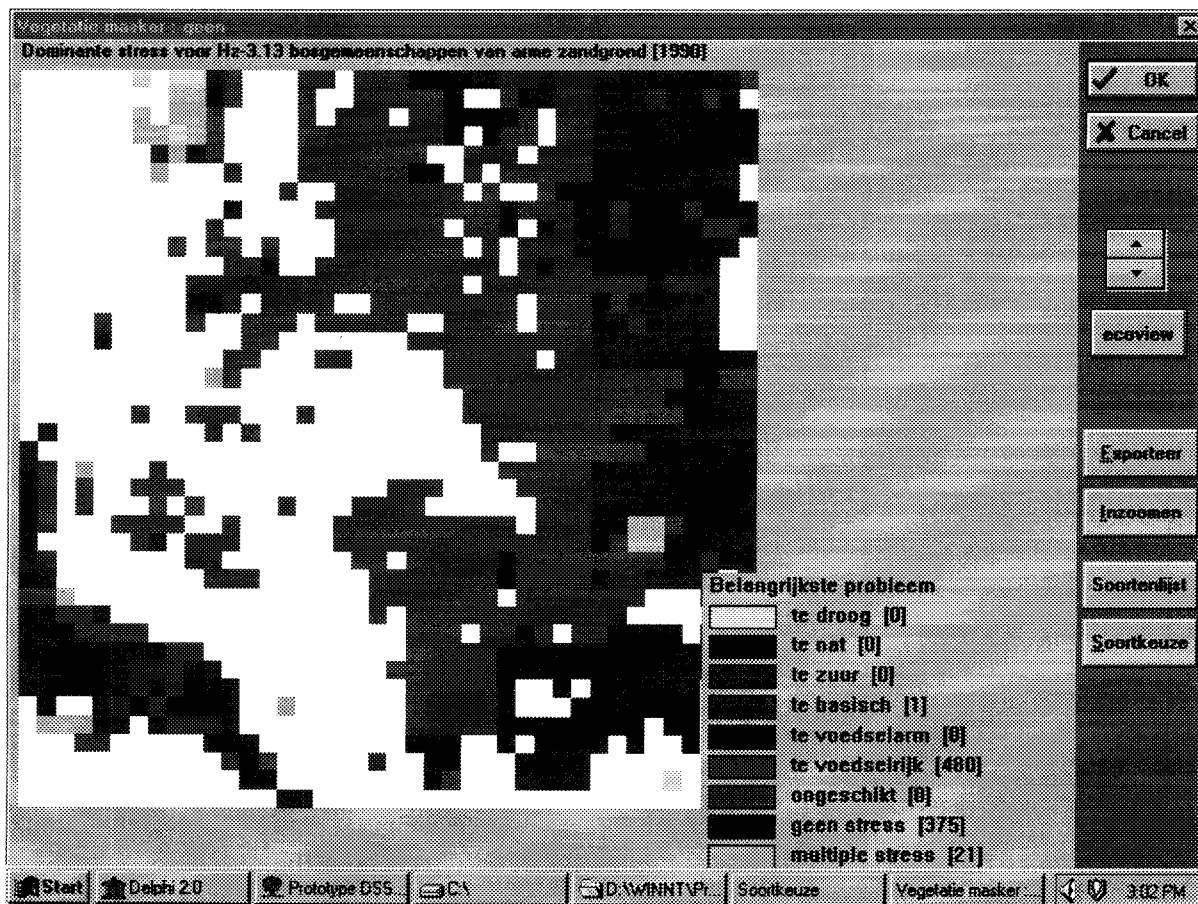 Vegetatie masker : geen
Dominante stress voor Hz-3.13 bosgemeenschappen van arme zandgrond [1990]
OK
Cancel
ecoview
Exporteer
Inzoomen
Soortenlijst
Soortkeuze
Belangrijkste probleem
te droog [0]
te nat [0]
te zuur [0]
te basisch [1]
te voedselarm [0]
te voedselrijk [480]
ongeschikt [0]
geen stress [375]
multiple stress [21]
Start
Delphi 2.0
Prototype DSS...
C:\
D:\WINNT\Pr...
Soortkeuze
Vegetatie masker :...
3:02 PM